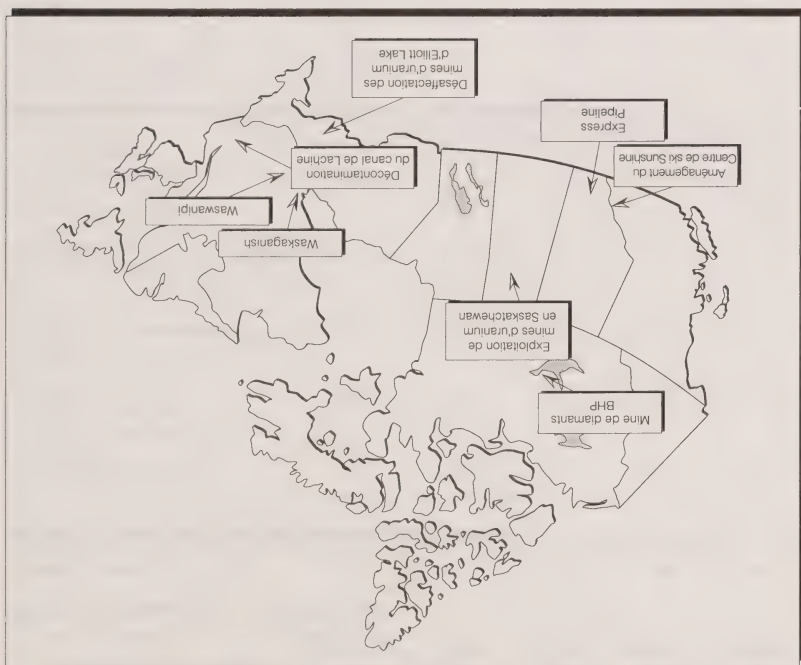 Mine de diamants
BHP
Exploitation de
mines d'uranium
en Saskatchewan
Waskaganish
Waswanipi
Aménagement du
Centre de ski Sunshine
Décontamination
du canal de Lachine
Express
Pipeline
Désaffectation des
mines d'uranium
d'Elliott Lake